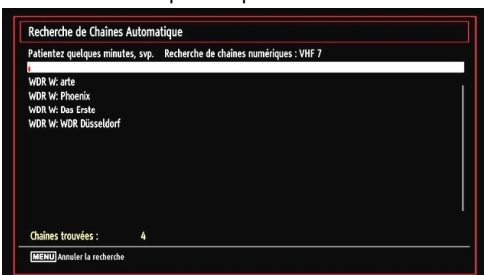 Recherche de Chaînes Automatique
Patientez quelques minutes, svp. Recherche de chaînes numériques : VHF 7
WDR W: arte
WDR W: Phoenix
WDR W: Das Erste
WDR W: WDR Düsseldorf
Chaînes trouvées : 4
MENU Annuler la recherche